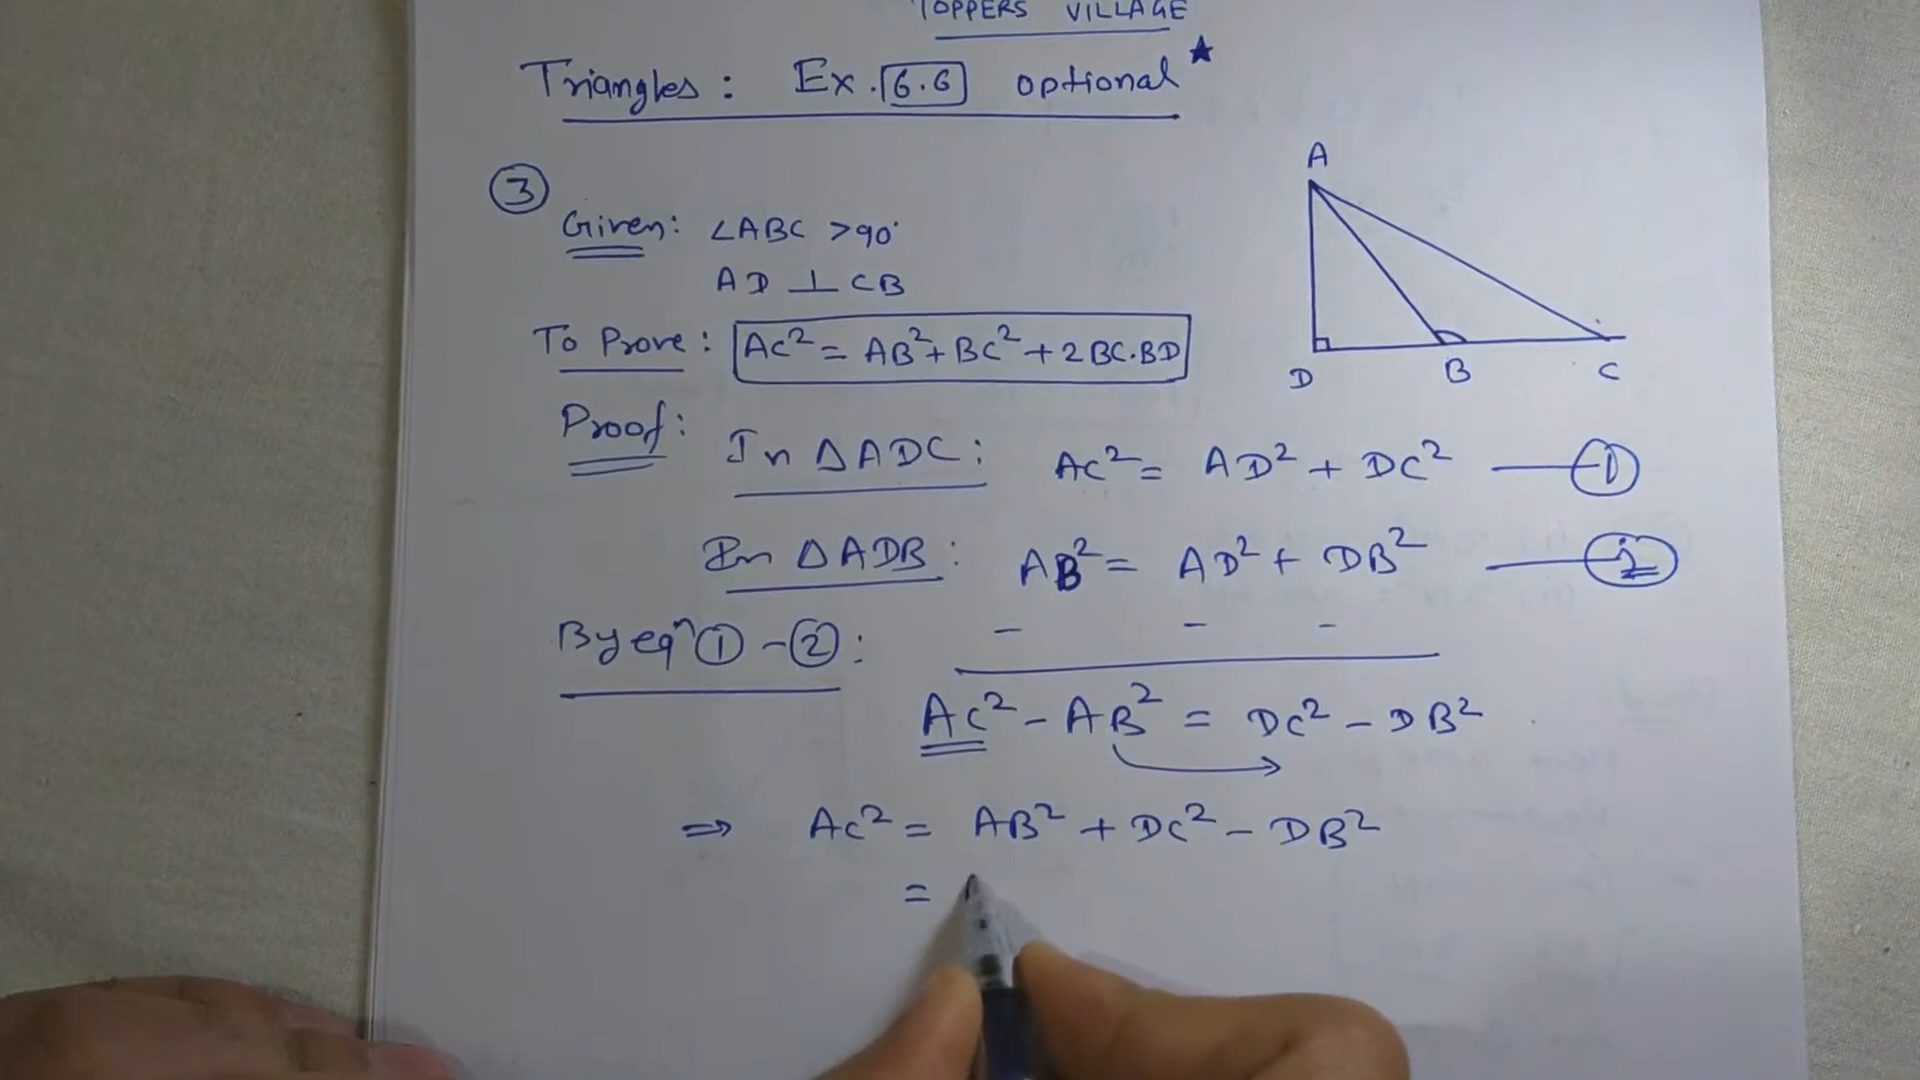 TOPPERS VILLAGE
Triangles : Ex. 6.6 optional ★
③
Given: ∠ABC > 90°
AD ⊥ CB
To Prove: AC² = AB² + BC² + 2BC.BD
A
D
B
C
Proof: In ΔADC: AC² = AD² + DC² — ①
In ΔADB: AB² = AD² + DB² — ②
By eqⁿ ① - ②: - - -
AC² - AB² = DC² - DB²
⇒ AC² = AB² + DC² - DB²
=